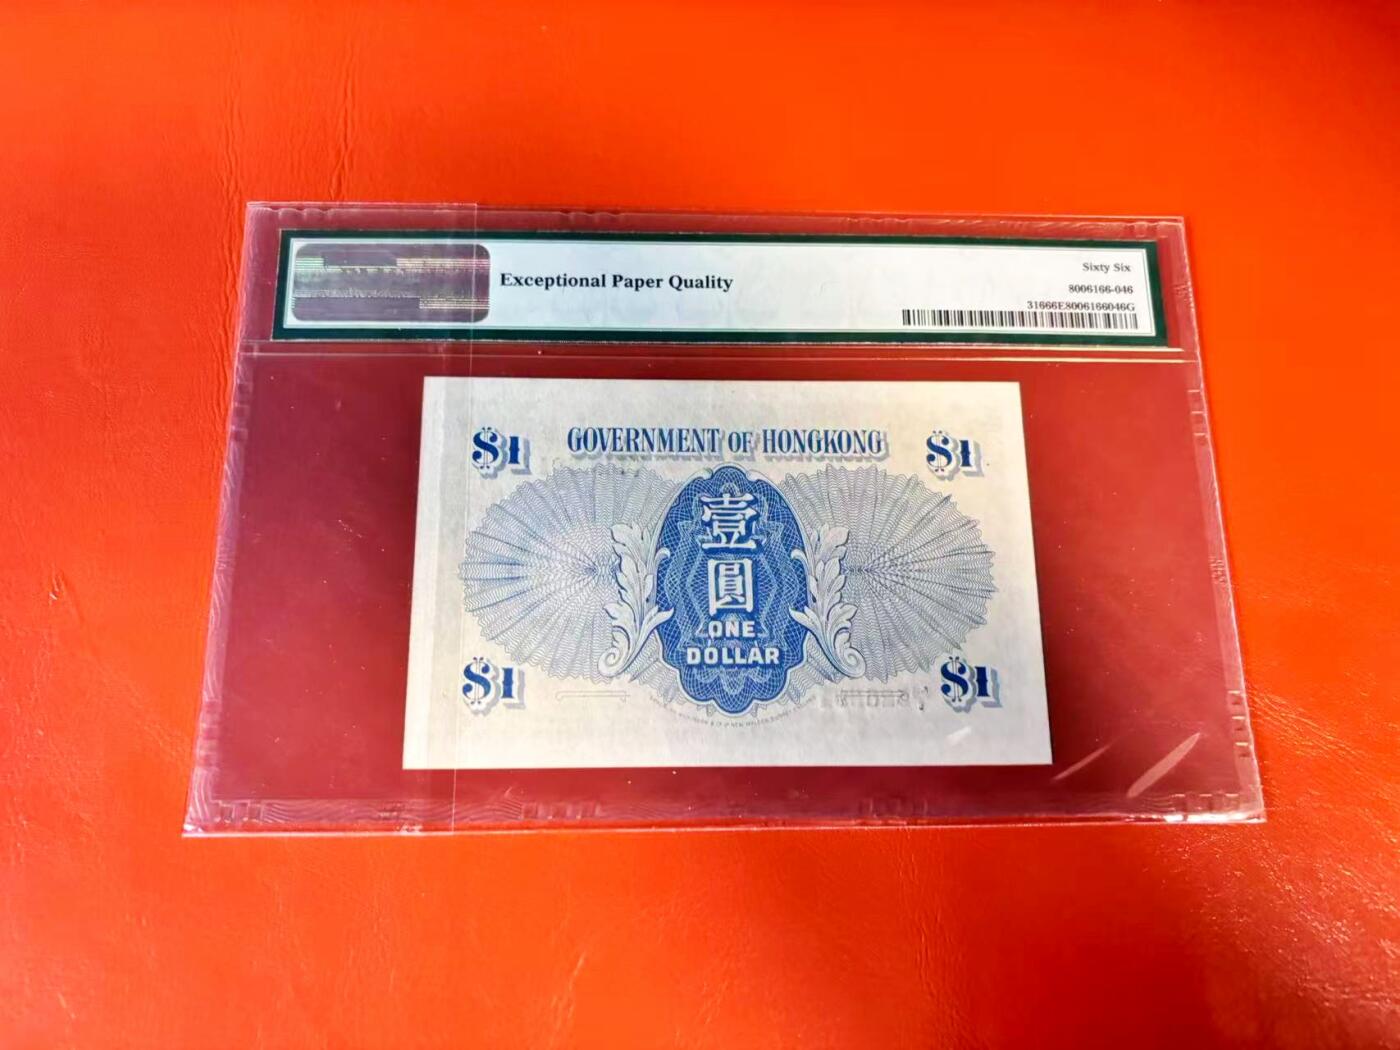 Exceptional Paper Quality
Sixty Six
8006166-046
31666E8006166046G
$1
GOVERNMENT OF HONGKONG
$1
壹
圓
ONE
DOLLAR
$1
$1